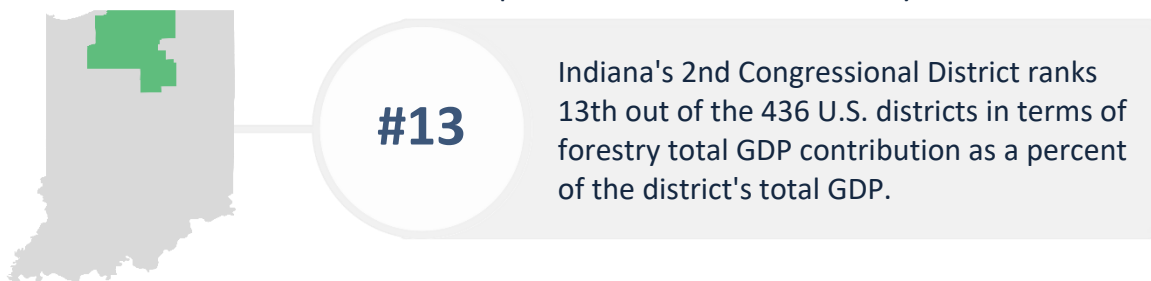 #13
Indiana's 2nd Congressional District ranks
13th out of the 436 U.S. districts in terms of
forestry total GDP contribution as a percent
of the district's total GDP.